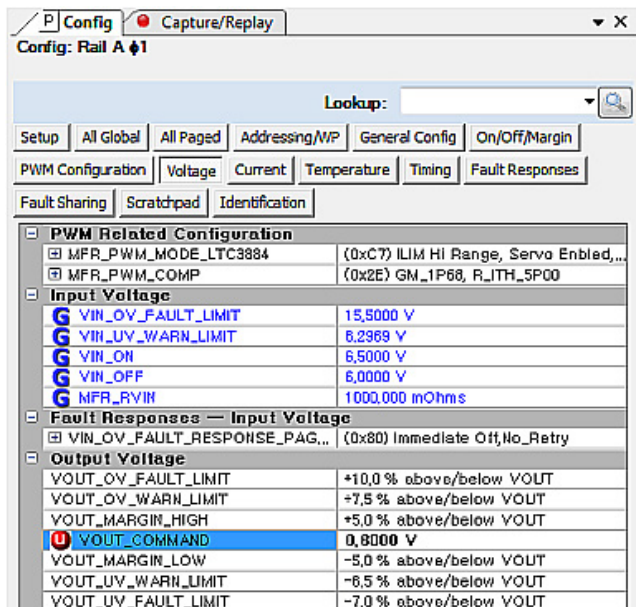 P Config Capture/Replay
Config: Rail A ϕ1
Lookup:
Setup All Global All Paged Addressing/WP General Config On/Off/Margin
PWM Configuration Voltage Current Temperature Timing Fault Responses
Fault Sharing Scratchpad Identification
PWM Related Configuration
MFR_PWM_MODE_LTC3884 (0xC7) ILIM Hi Range, Servo Enbled,...
MFR_PWM_COMP (0x2E) GM_1P68, R_ITH_5P00
Input Voltage
G VIN_OV_FAULT_LIMIT 15,5000 V
G VIN_UV_WARN_LIMIT 6,2969 V
G VIN_ON 6,5000 V
G VIN_OFF 6,0000 V
G MFR_RVIN 1000,000 mOhms
Fault Responses — Input Voltage
VIN_OV_FAULT_RESPONSE_PAG... (0x80) Immediate Off,No_Retry
Output Voltage
VOUT_OV_FAULT_LIMIT +10,0 % above/below VOUT
VOUT_OV_WARN_LIMIT +7,5 % above/below VOUT
VOUT_MARGIN_HIGH +5,0 % above/below VOUT
U VOUT_COMMAND 0,8000 V
VOUT_MARGIN_LOW -5,0 % above/below VOUT
VOUT_UV_WARN_LIMIT -6,5 % above/below VOUT
VOUT_UV_FAULT_LIMIT -7,0 % above/below VOUT